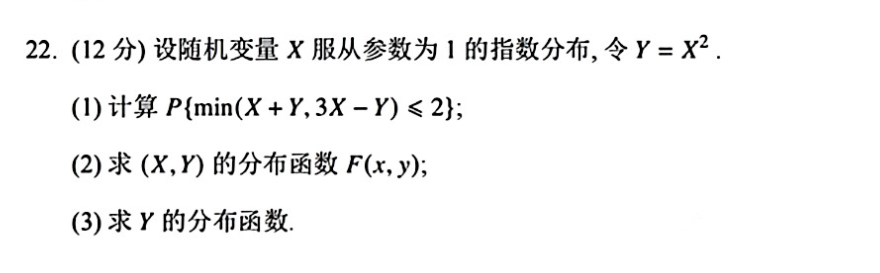 22. (12 分) 设随机变量 X 服从参数为 1 的指数分布, 令 Y = X².
(1) 计算 P{min(X + Y, 3X − Y) ⩽ 2};
(2) 求 (X, Y) 的分布函数 F(x, y);
(3) 求 Y 的分布函数.